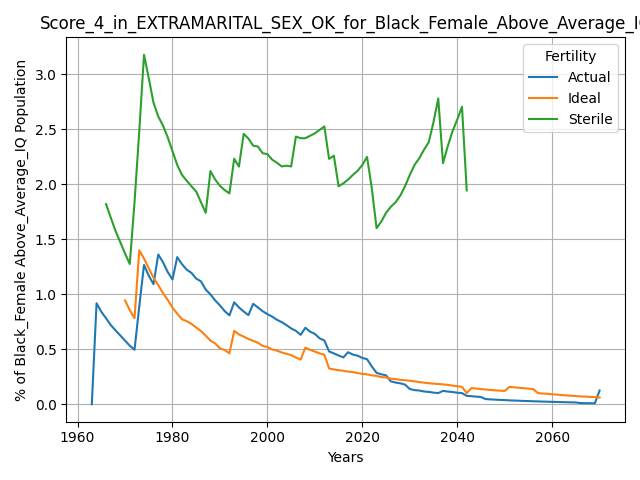 Score_4_in_EXTRAMARITAL_SEX_OK_for_Black_Female_Above_Average_I
% of Black_Female Above_Average_IQ Population
3.0
2.5
2.0
1.5
1.0
0.5
0.0
Fertility
Actual
Ideal
Sterile
1960
1980
2000
2020
2040
2060
Years